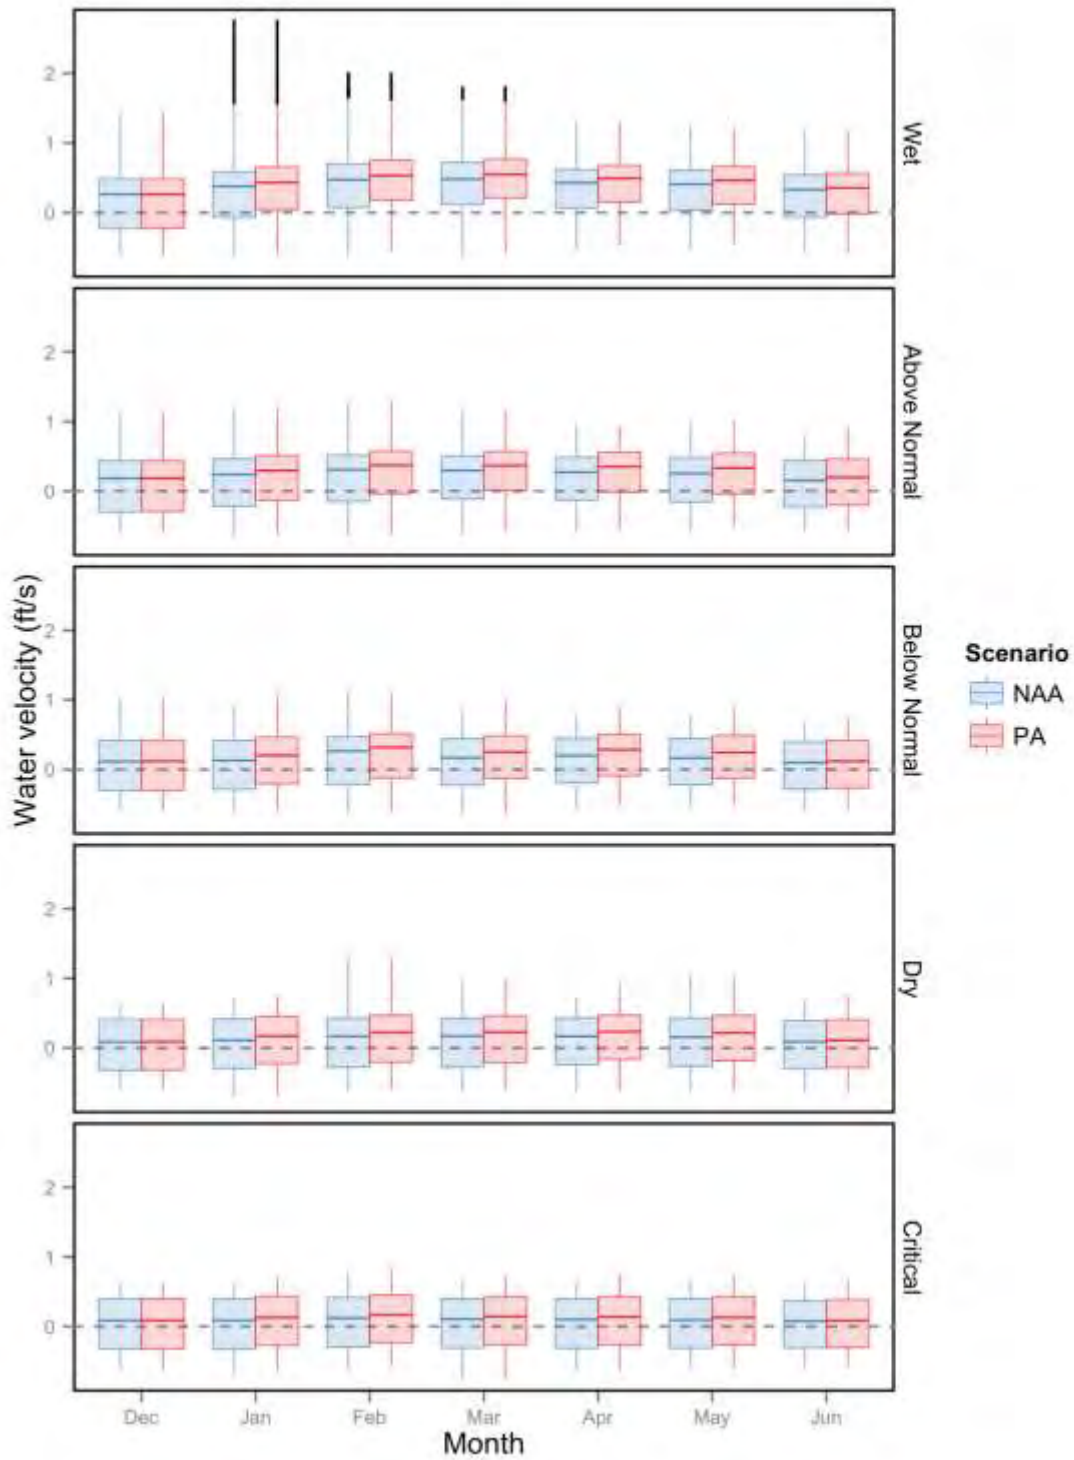 2
1
0
Wet
2
1
0
Above Normal
2
1
0
Below Normal
2
1
0
Dry
2
1
0
Critical
Water velocity (ft/s)
Dec Jan Feb Mar Apr May Jun
Month
Scenario
NAA
PA